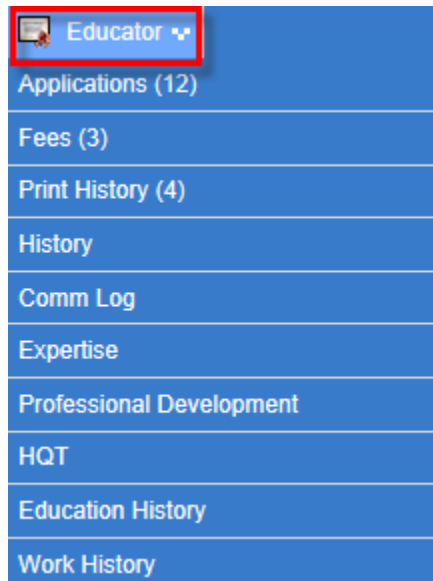 Educator
Applications (12)
Fees (3)
Print History (4)
History
Comm Log
Expertise
Professional Development
HQT
Education History
Work History